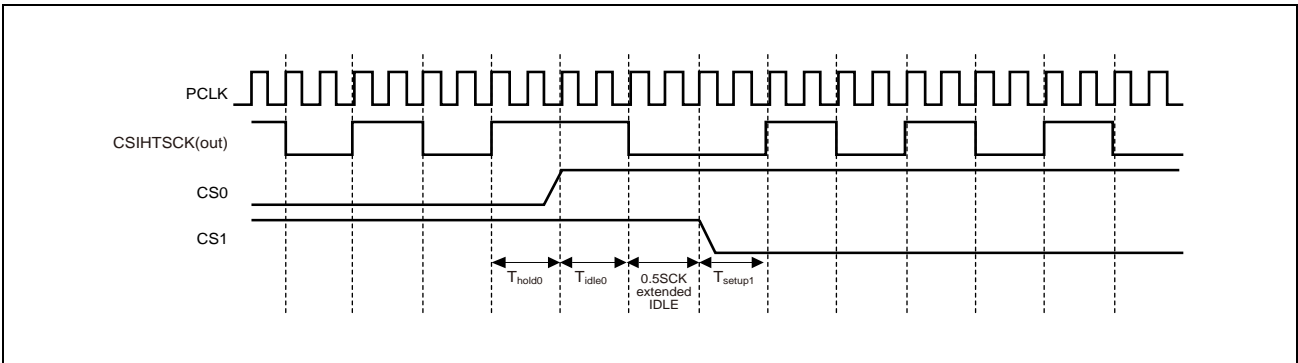 PCLK
CSIHTSCK(out)
CS0
CS1
Thold0
Tidle0
0.5SCK
extended
IDLE
Tsetup1